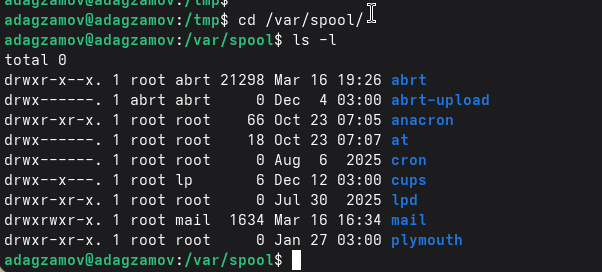 adagzamov@adagzamov:/tmp$
adagzamov@adagzamov:/tmp$ cd /var/spool/
adagzamov@adagzamov:/var/spool$ ls -l
total 0
drwxr-x--x. 1 root abrt 21298 Mar 16 19:26 abrt
drwx------. 1 abrt abrt     0 Dec  4 03:00 abrt-upload
drwxr-xr-x. 1 root root    66 Oct 23 07:05 anacron
drwx------. 1 root root    18 Oct 23 07:07 at
drwxr-xr-x. 1 root root     0 Aug  6  2025 cron
drwx--x---. 1 root lp       6 Dec 12 03:00 cups
drwxr-xr-x. 1 root root     0 Jul 30  2025 lpd
drwxrwxr-x. 1 root mail  1634 Mar 16 16:34 mail
drwxr-xr-x. 1 root root     0 Jan 27 03:00 plymouth
adagzamov@adagzamov:/var/spool$